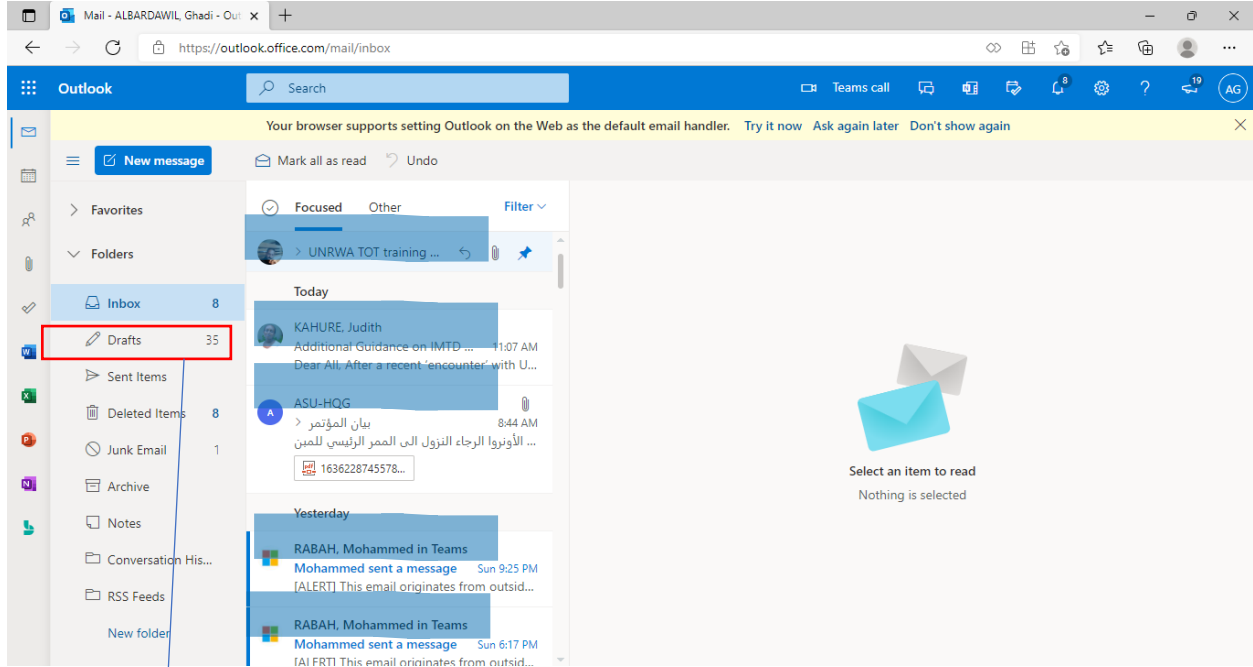 Mail - ALBARDAWIL, Ghadi - Out
https://outlook.office.com/mail/inbox
Outlook
Search
Teams call
8
19
AG
Your browser supports setting Outlook on the Web as the default email handler. Try it now Ask again later Don't show again
New message
Mark all as read
Undo
Favorites
Folders
Inbox 8
Drafts 35
Sent Items
Deleted Items 8
Junk Email 1
Archive
Notes
Conversation His...
RSS Feeds
New folder
Focused Other Filter
UNRWA TOT training ...
Today
KAHURE, Judith
Additional Guidance on IMTD ... 11:07 AM
Dear All, After a recent 'encounter' with U...
A
ASU-HQG
بيان المؤتمر 8:44 AM
... الأونروا الرجاء النزول الى الممر الرئيسي للمبن
pdf 1636228745578...
Yesterday
RABAH, Mohammed in Teams
Mohammed sent a message Sun 9:25 PM
[ALERT] This email originates from outsid...
RABAH, Mohammed in Teams
Mohammed sent a message Sun 6:17 PM
[ALERT] This email originates from outsid...
Select an item to read
Nothing is selected